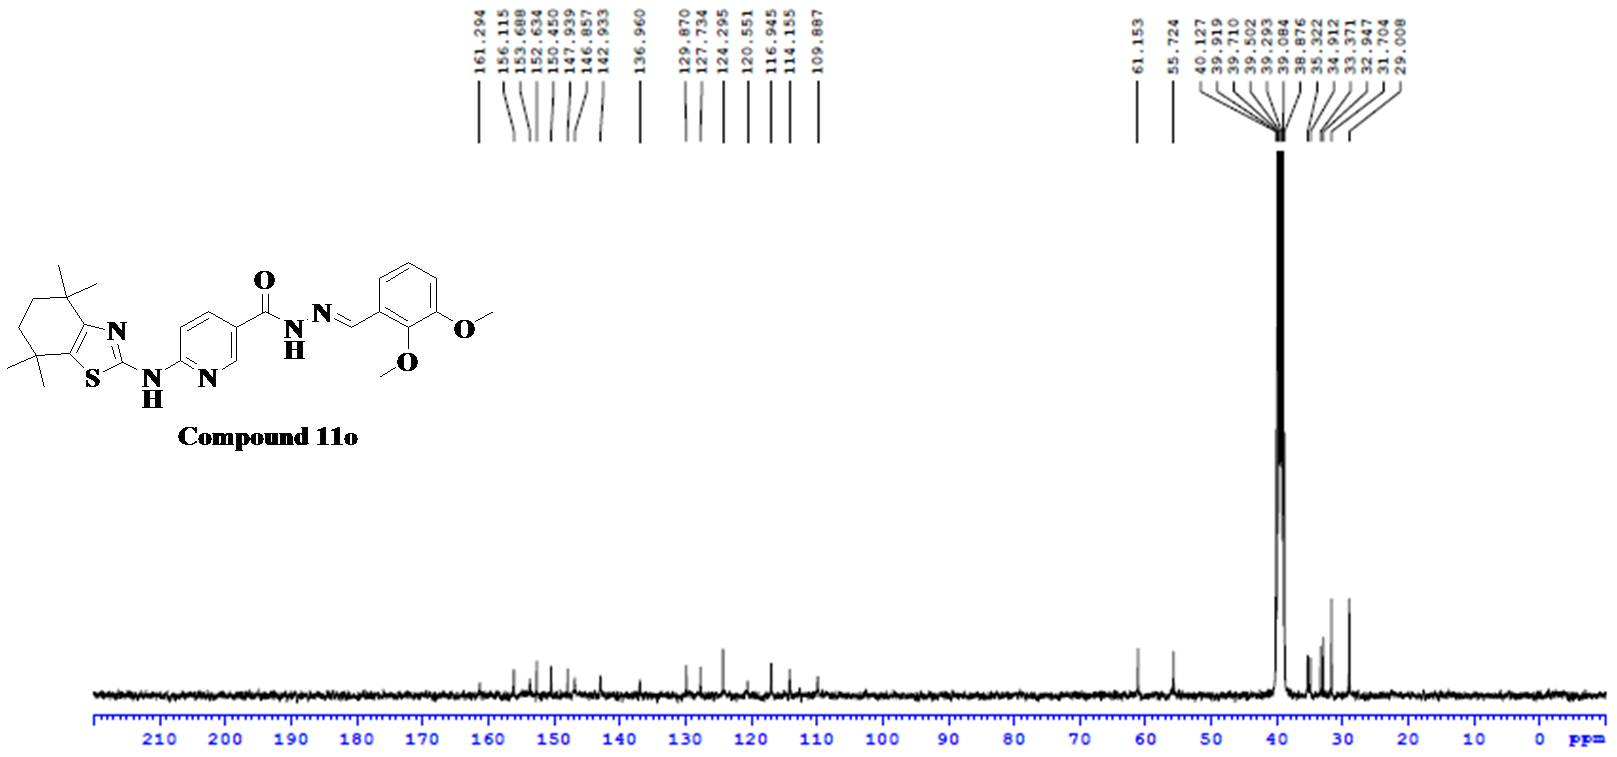 161.294
156.115
153.688
152.634
150.450
147.939
146.857
142.933
136.960
129.870
127.734
124.295
120.551
116.945
114.155
109.887
61.153
55.724
40.127
39.919
39.710
39.502
39.293
39.084
38.876
35.322
34.912
33.371
32.947
31.704
29.008
O
N
N
H
N
O
O
S
N
H
N
Compound 11o
210 200 190 180 170 160 150 140 130 120 110 100 90 80 70 60 50 40 30 20 10 0 ppm